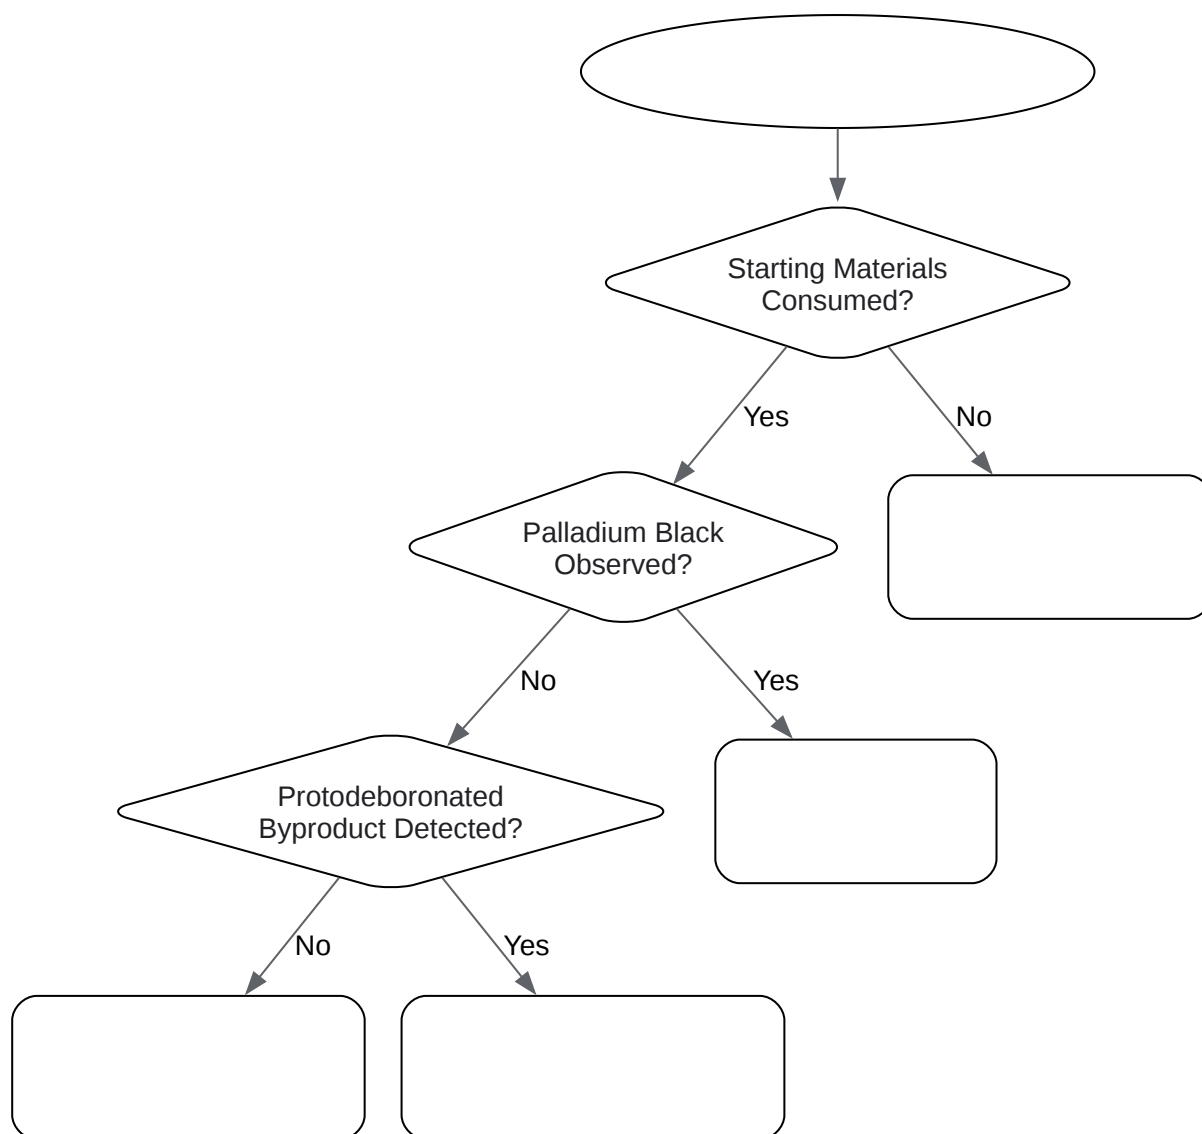 Starting Materials
Consumed?
Yes
No
Palladium Black
Observed?
No
Yes
Protodeboronated
Byproduct Detected?
No
Yes